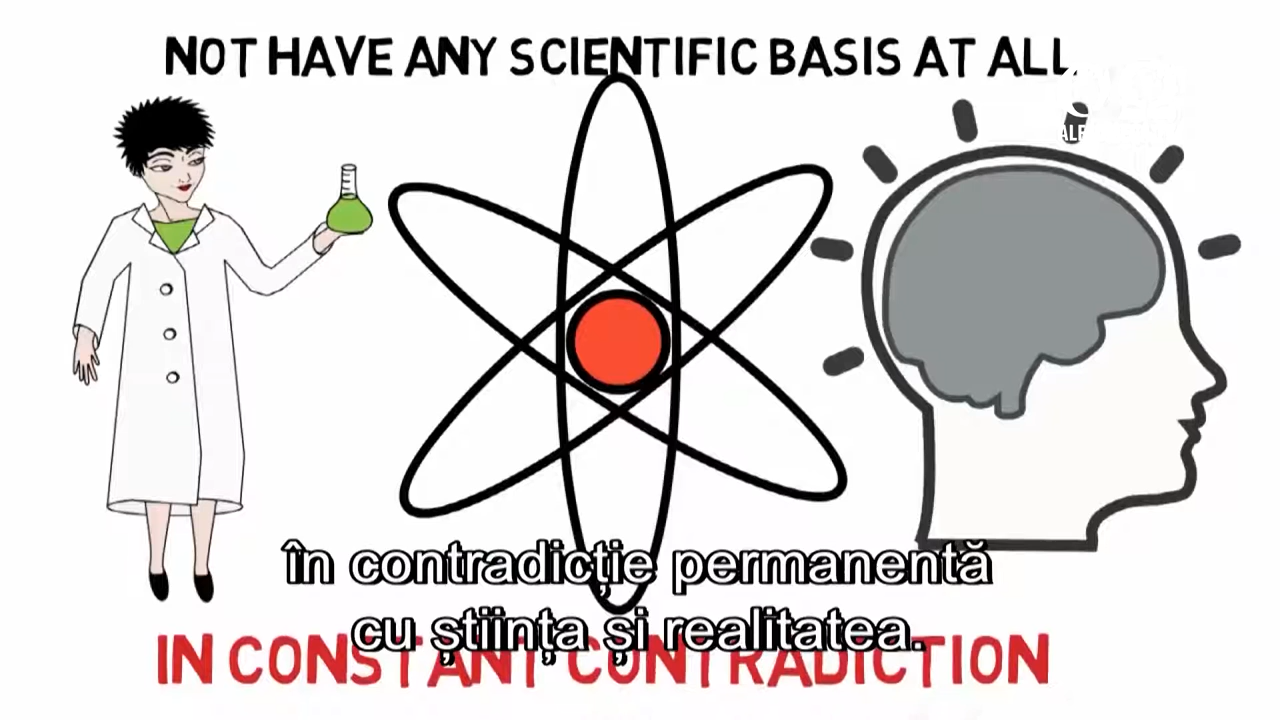 NOT HAVE ANY SCIENTIFIC BASIS AT ALL
în contradicție permanentă
cu știința și realitatea.
IN CONSTANT CONTRADICTION